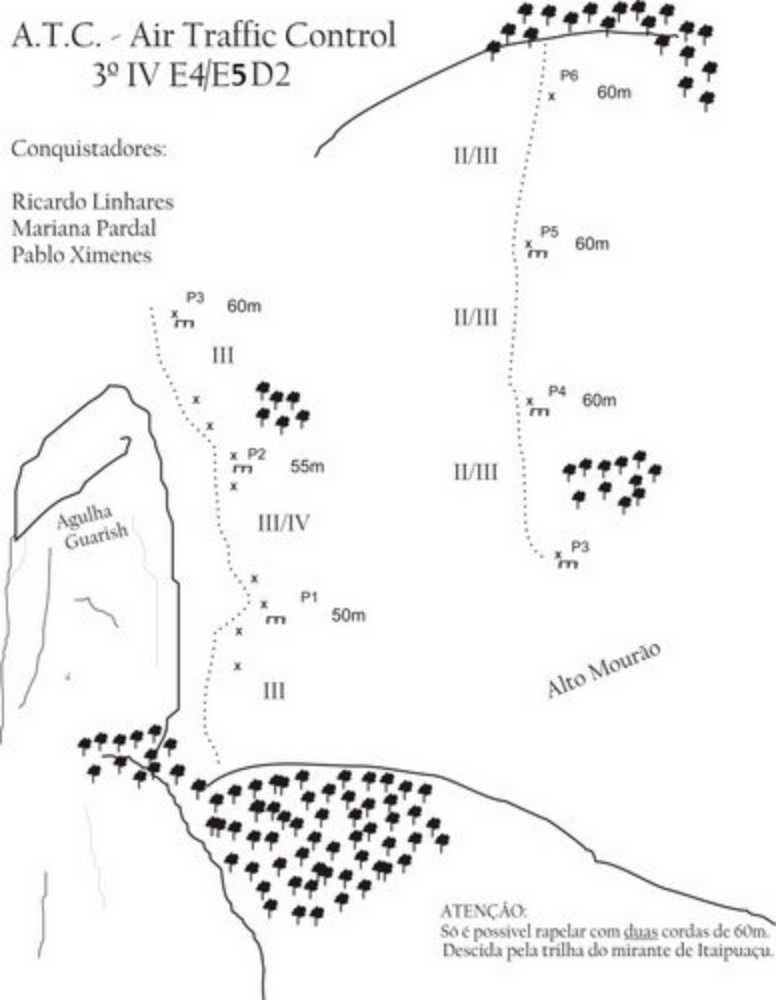 A.T.C. - Air Traffic Control
3º IV E4/E5 D2
Conquistadores:
Ricardo Linhares
Mariana Pardal
Pablo Ximenes
P6
60m
x
II/III
P5
60m
x
II/III
P4
60m
x
II/III
P3
x
P3
60m
x
III
x
x
P2
55m
x
x
III/IV
x
P1
50m
x
x
x
III
Agulha
Guarish
Alto Mourão
ATENÇÃO:
Só é possível rapelar com duas cordas de 60m.
Descida pela trilha do mirante de Itaipuaçu.